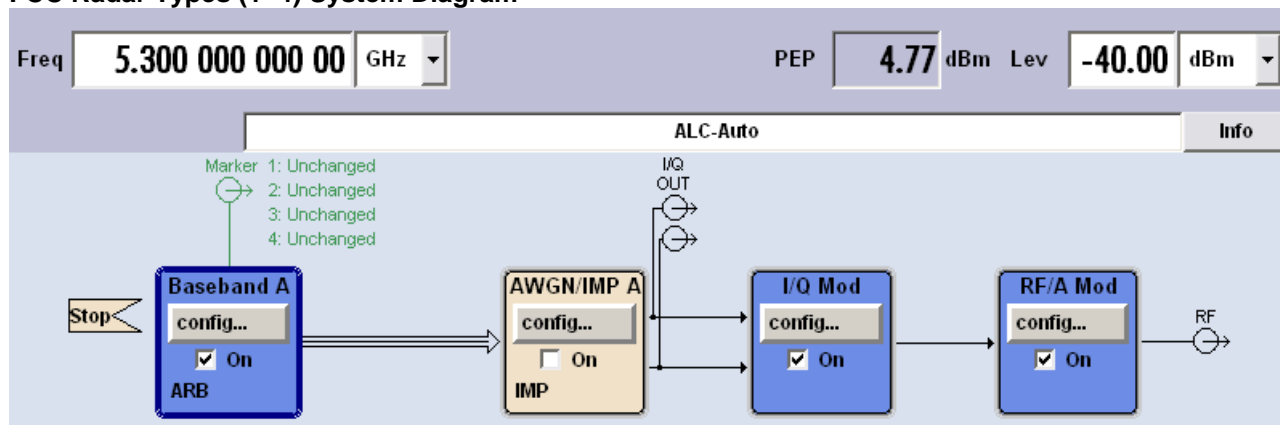 FCC Radar Types (1~4) System Diagram
Freq 5.300 000 000 00 GHz PEP 4.77 dBm Lev -40.00 dBm
ALC-Auto Info
Marker 1: Unchanged
2: Unchanged
3: Unchanged
4: Unchanged
I/Q
OUT
Stop
Baseband A
config...
On
ARB
AWGN/IMP A
config...
On
IMP
I/Q Mod
config...
On
RF/A Mod
config...
On
RF